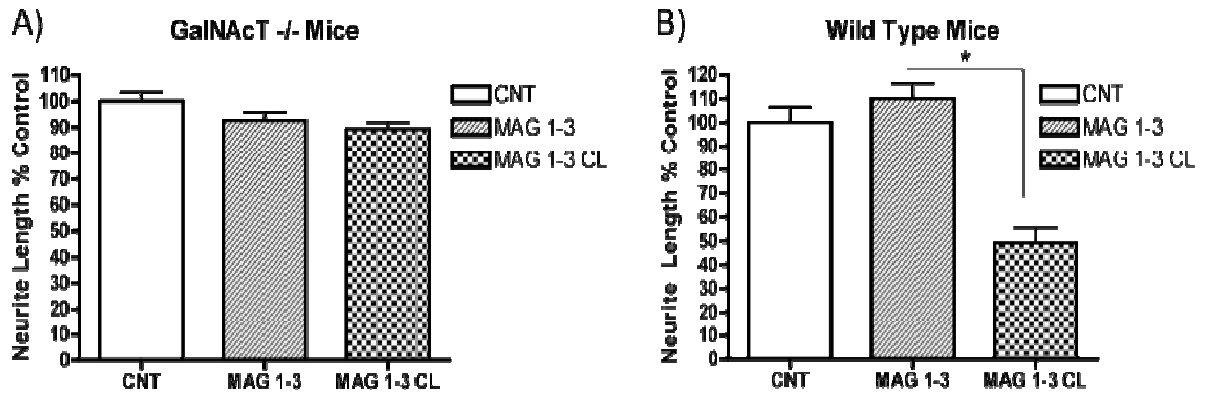 A)
GalNAcT -/- Mice
Neurite Length % Control
110
100
90
80
70
60
50
40
30
20
10
0
CNT
MAG 1-3
MAG 1-3 CL
CNT
MAG 1-3
MAG 1-3 CL
B)
Wild Type Mice
*
Neurite Length % Control
120
110
100
90
80
70
60
50
40
30
20
10
0
CNT
MAG 1-3
MAG 1-3 CL
CNT
MAG 1-3
MAG 1-3 CL